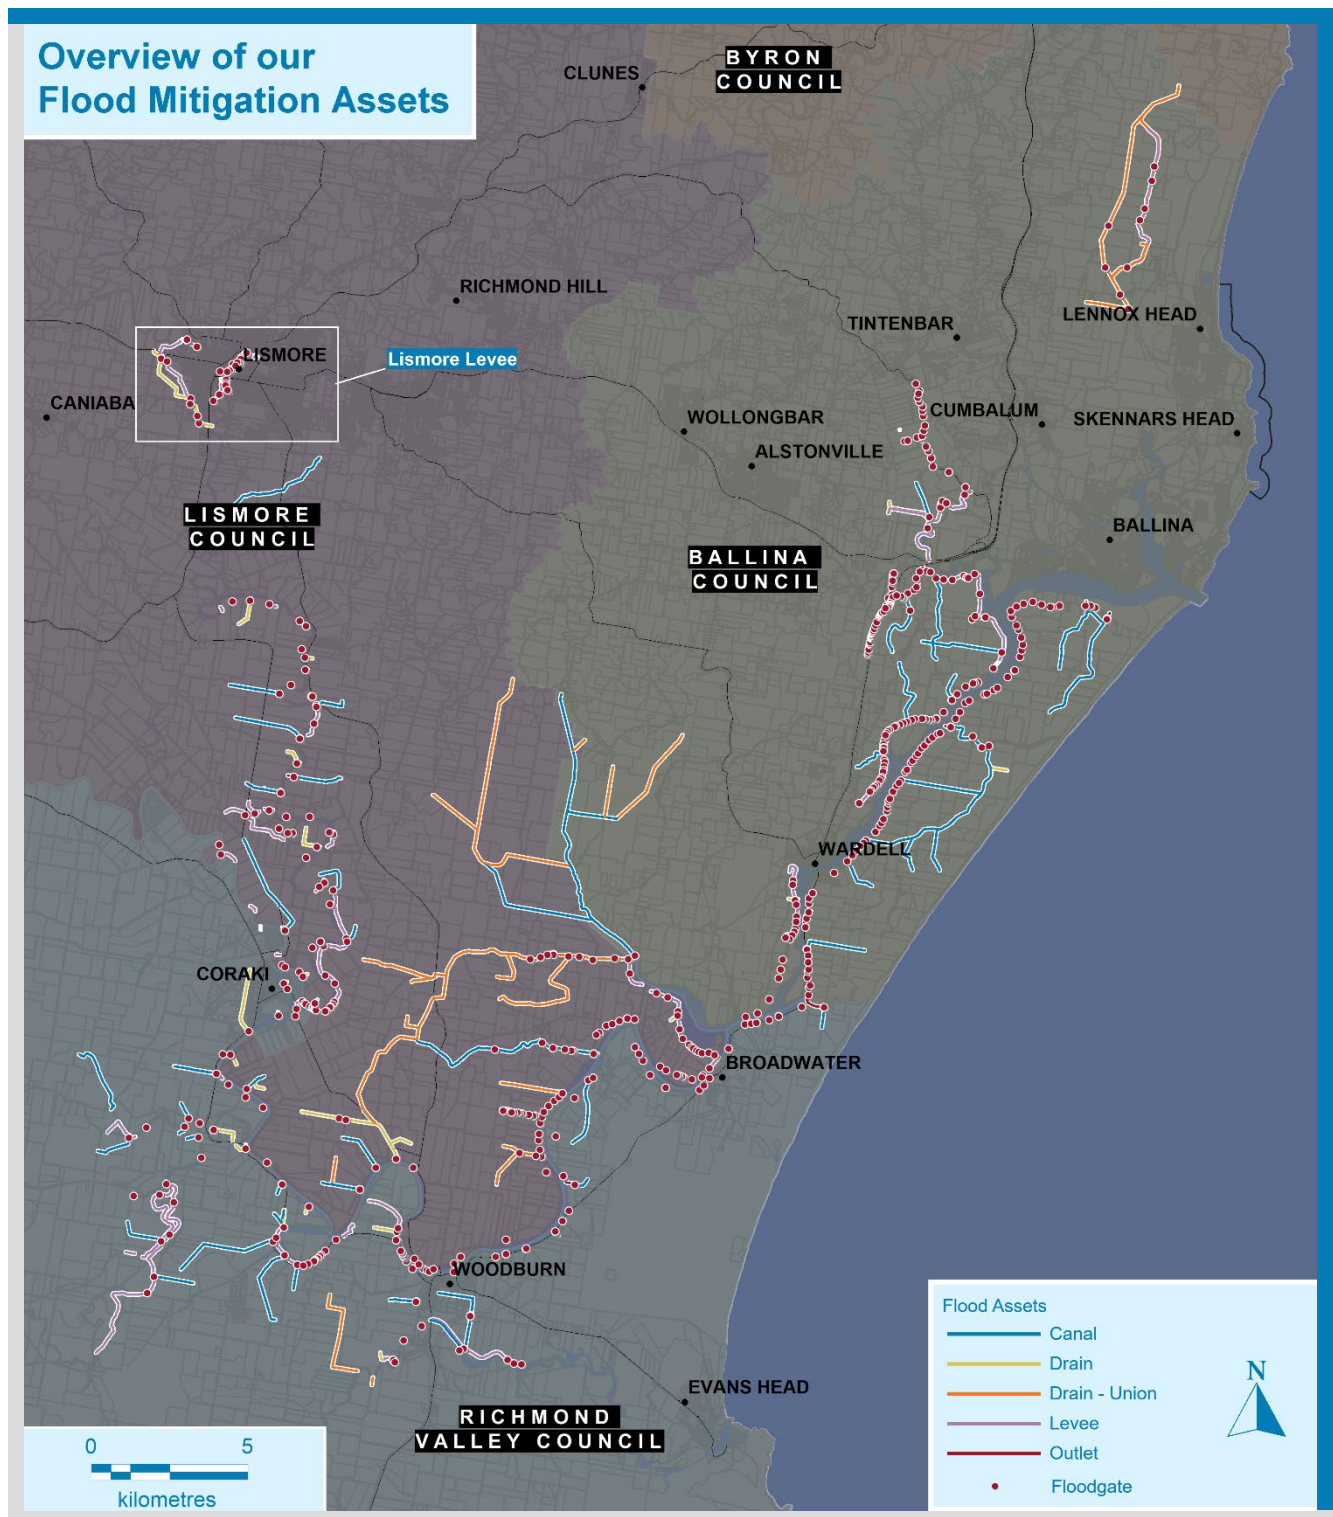 Overview of our
Flood Mitigation Assets
BYRON
COUNCIL
CLUNES
RICHMOND HILL
LENNOX HEAD
TINTENBAR
LISMORE
Lismore Levee
CANIABA
WOLLONGBAR
CUMBALUM
SKENNARS HEAD
ALSTONVILLE
LISMORE
COUNCIL
BALLINA
BALLINA
COUNCIL
WARDELL
CORAKI
BROADWATER
WOODBURN
EVANS HEAD
RICHMOND
VALLEY COUNCIL
0 5
kilometres
Flood Assets
Canal
Drain
Drain - Union
Levee
Outlet
Floodgate
N